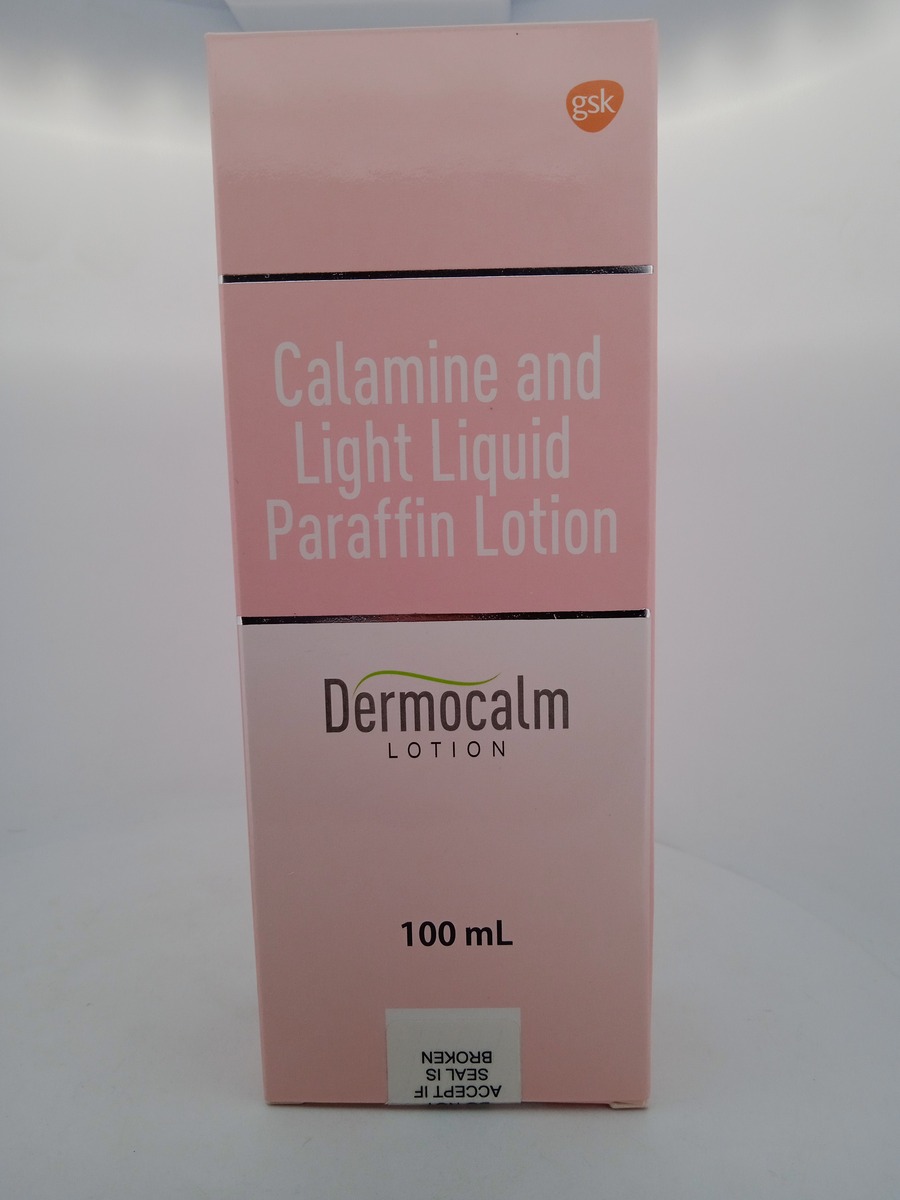 gsk
Calamine and
Light Liquid
Paraffin Lotion
Dermocalm
LOTION
100 mL
ACCEPT IF
SEAL IS
BROKEN